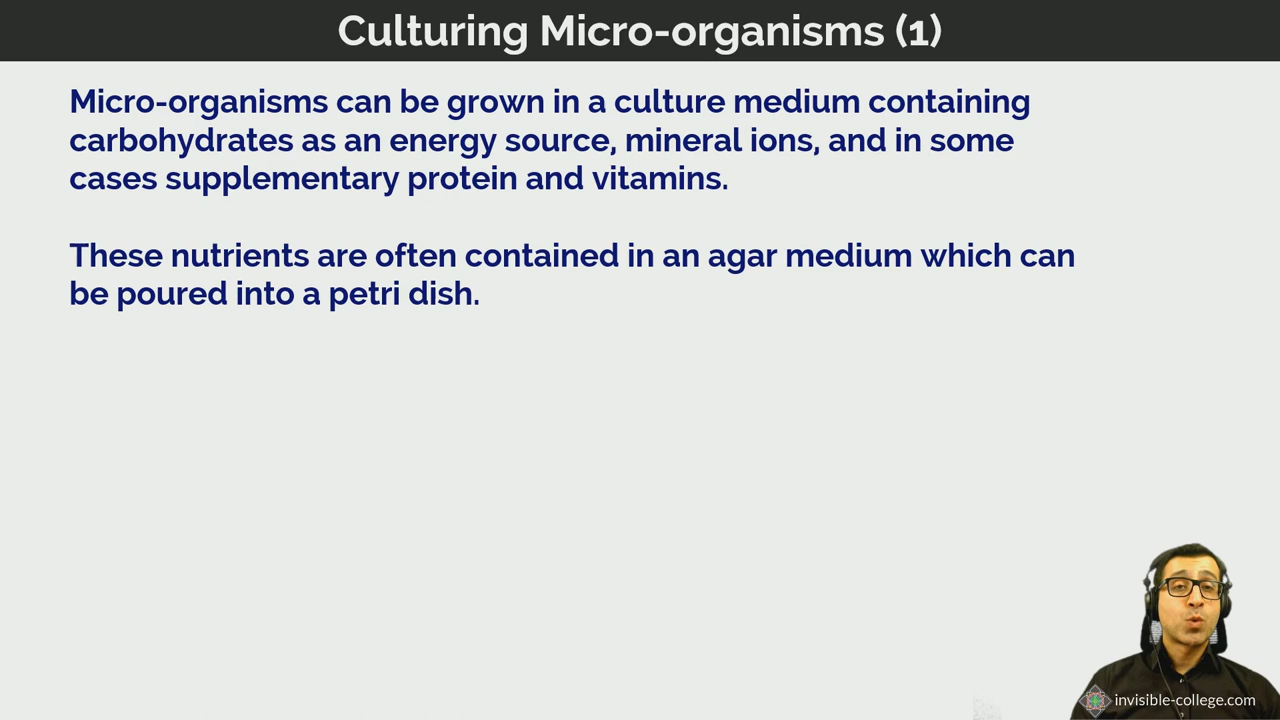 Culturing Micro-organisms (1)
Micro-organisms can be grown in a culture medium containing
carbohydrates as an energy source, mineral ions, and in some
cases supplementary protein and vitamins.
These nutrients are often contained in an agar medium which can
be poured into a petri dish.
invisible-college.com